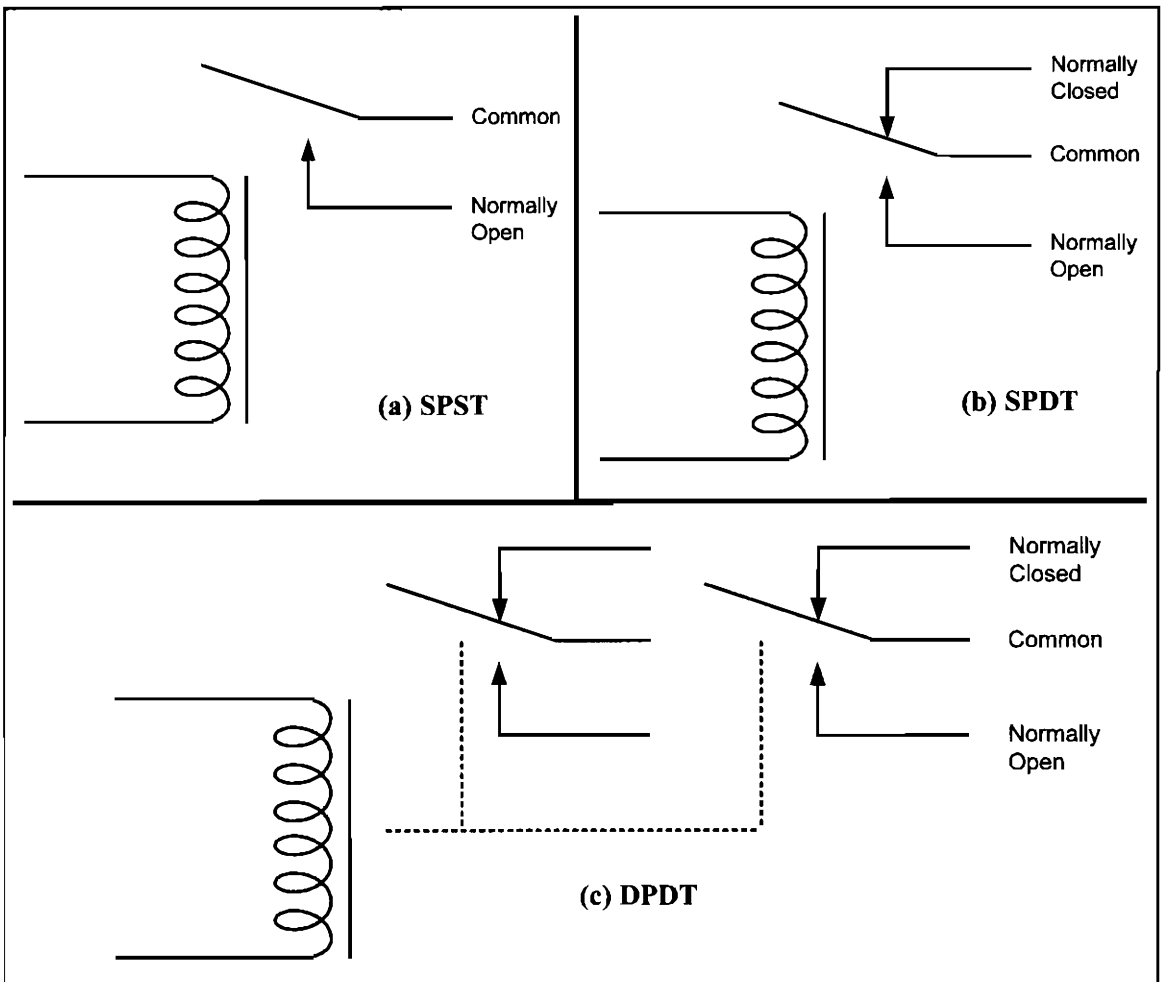 Common
Normally
Open
(a) SPST
Normally
Closed
Common
Normally
Open
(b) SPDT
Normally
Closed
Common
Normally
Open
(c) DPDT